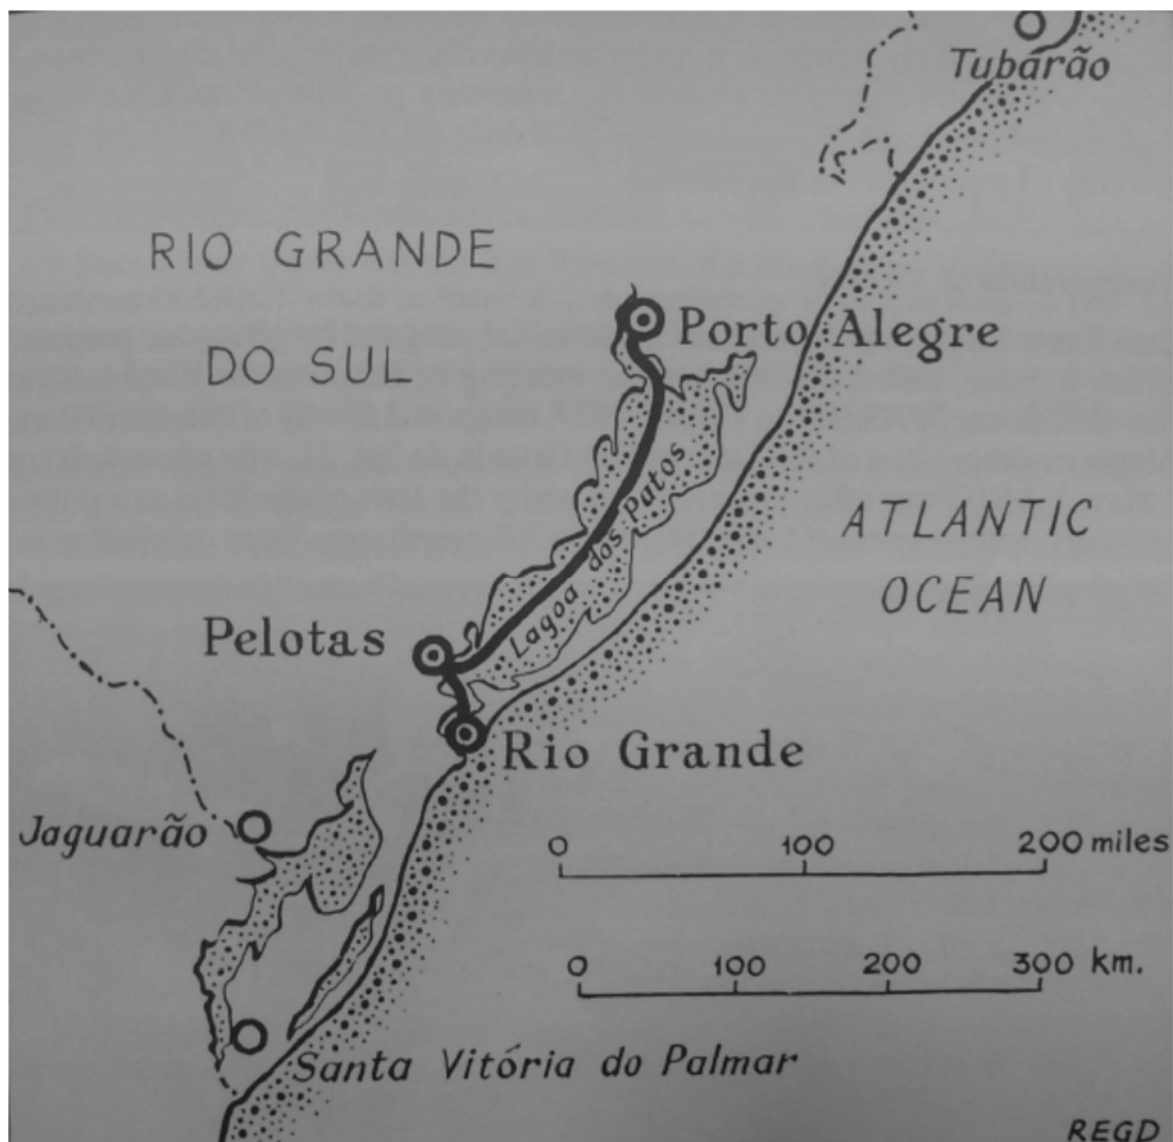 Tubarão
RIO GRANDE
DO SUL
Porto Alegre
Lagoa dos Patos
ATLANTIC
OCEAN
Pelotas
Rio Grande
Jaguarão
0 100 200 miles
0 100 200 300 km.
Santa Vitória do Palmar
REGD